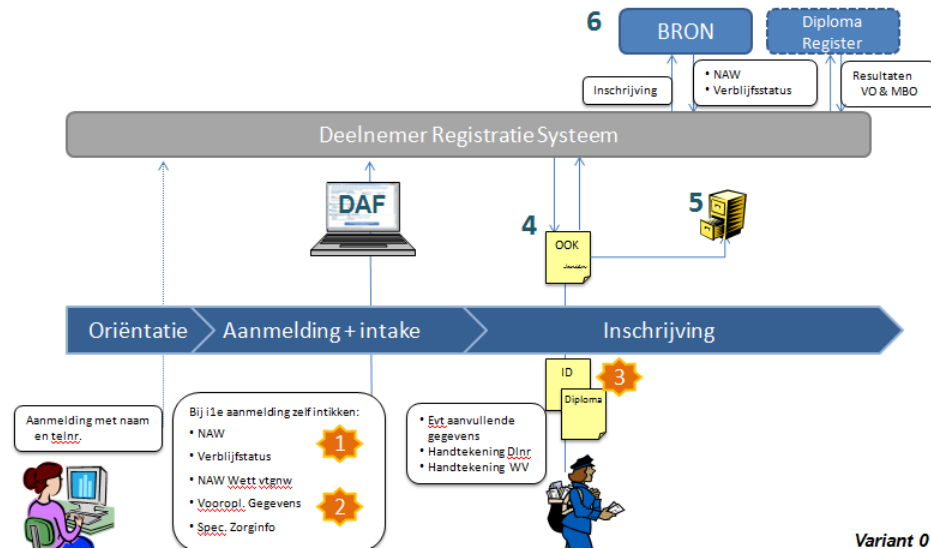 6
BRON
Diploma
Register
Inschrijving
• NAW
• Verblijfsstatus
Resultaten
VO & MBO
Deelnemer Registratie Systeem
DAF
4
OOK
Jansen
5
Oriëntatie
Aanmelding + intake
Inschrijving
ID
Diploma
3
Aanmelding met naam
en telnr.
Bij i1e aanmelding zelf intikken:
• NAW
• Verblijfstatus
• NAW Wett vtgnw
• Vooropl. Gegevens
• Spec. Zorginfo
1
2
• Evt aanvullende
gegevens
• Handtekening Dlnr
• Handtekening WV
Variant 0